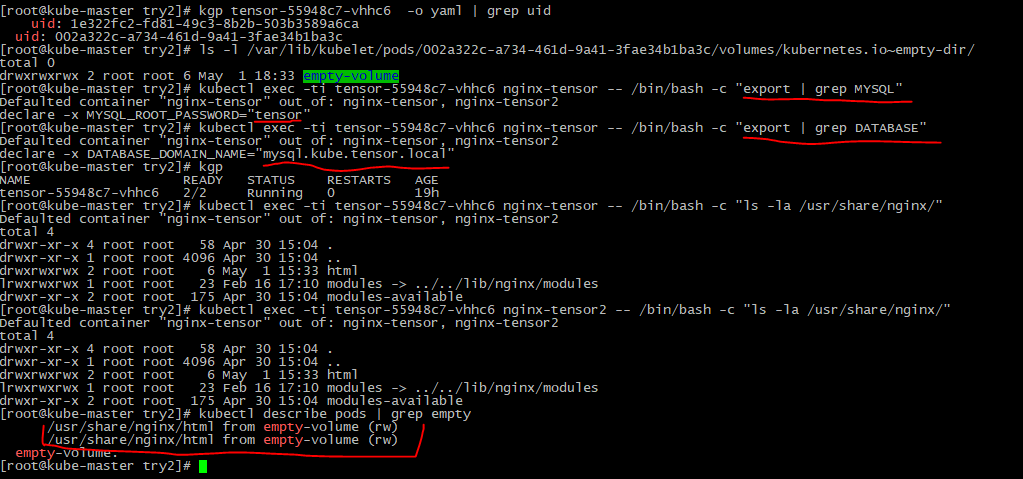 [root@kube-master try2]# kgp tensor-55948c7-vhhc6  -o yaml | grep uid
    uid: 1e322fc2-fd81-49c3-8b2b-503b3589a6ca
  uid: 002a322c-a734-461d-9a41-3fae34b1ba3c
[root@kube-master try2]# ls -l /var/lib/kubelet/pods/002a322c-a734-461d-9a41-3fae34b1ba3c/volumes/kubernetes.io~empty-dir/
total 0
drwxrwxrwx 2 root root 6 May  1 18:33 empty-volume
[root@kube-master try2]# kubectl exec -ti tensor-55948c7-vhhc6 nginx-tensor -- /bin/bash -c "export | grep MYSQL"
Defaulted container "nginx-tensor" out of: nginx-tensor, nginx-tensor2
declare -x MYSQL_ROOT_PASSWORD="tensor"
[root@kube-master try2]# kubectl exec -ti tensor-55948c7-vhhc6 nginx-tensor -- /bin/bash -c "export | grep DATABASE"
Defaulted container "nginx-tensor" out of: nginx-tensor, nginx-tensor2
declare -x DATABASE_DOMAIN_NAME="mysql.kube.tensor.local"
[root@kube-master try2]# kgp
NAME                   READY   STATUS    RESTARTS   AGE
tensor-55948c7-vhhc6   2/2     Running   0          19h
[root@kube-master try2]# kubectl exec -ti tensor-55948c7-vhhc6 nginx-tensor -- /bin/bash -c "ls -la /usr/share/nginx/"
Defaulted container "nginx-tensor" out of: nginx-tensor, nginx-tensor2
total 4
drwxr-xr-x 4 root root   58 Apr 30 15:04 .
drwxr-xr-x 1 root root 4096 Apr 30 15:04 ..
drwxrwxrwx 2 root root    6 May  1 15:33 html
lrwxrwxrwx 1 root root   23 Feb 16 17:10 modules -> ../../lib/nginx/modules
drwxr-xr-x 2 root root  175 Apr 30 15:04 modules-available
[root@kube-master try2]# kubectl exec -ti tensor-55948c7-vhhc6 nginx-tensor2 -- /bin/bash -c "ls -la /usr/share/nginx/"
Defaulted container "nginx-tensor" out of: nginx-tensor, nginx-tensor2
total 4
drwxr-xr-x 4 root root   58 Apr 30 15:04 .
drwxr-xr-x 1 root root 4096 Apr 30 15:04 ..
drwxrwxrwx 2 root root    6 May  1 15:33 html
lrwxrwxrwx 1 root root   23 Feb 16 17:10 modules -> ../../lib/nginx/modules
drwxr-xr-x 2 root root  175 Apr 30 15:04 modules-available
[root@kube-master try2]# kubectl describe pods | grep empty
      /usr/share/nginx/html from empty-volume (rw)
      /usr/share/nginx/html from empty-volume (rw)
  empty-volume:
[root@kube-master try2]#